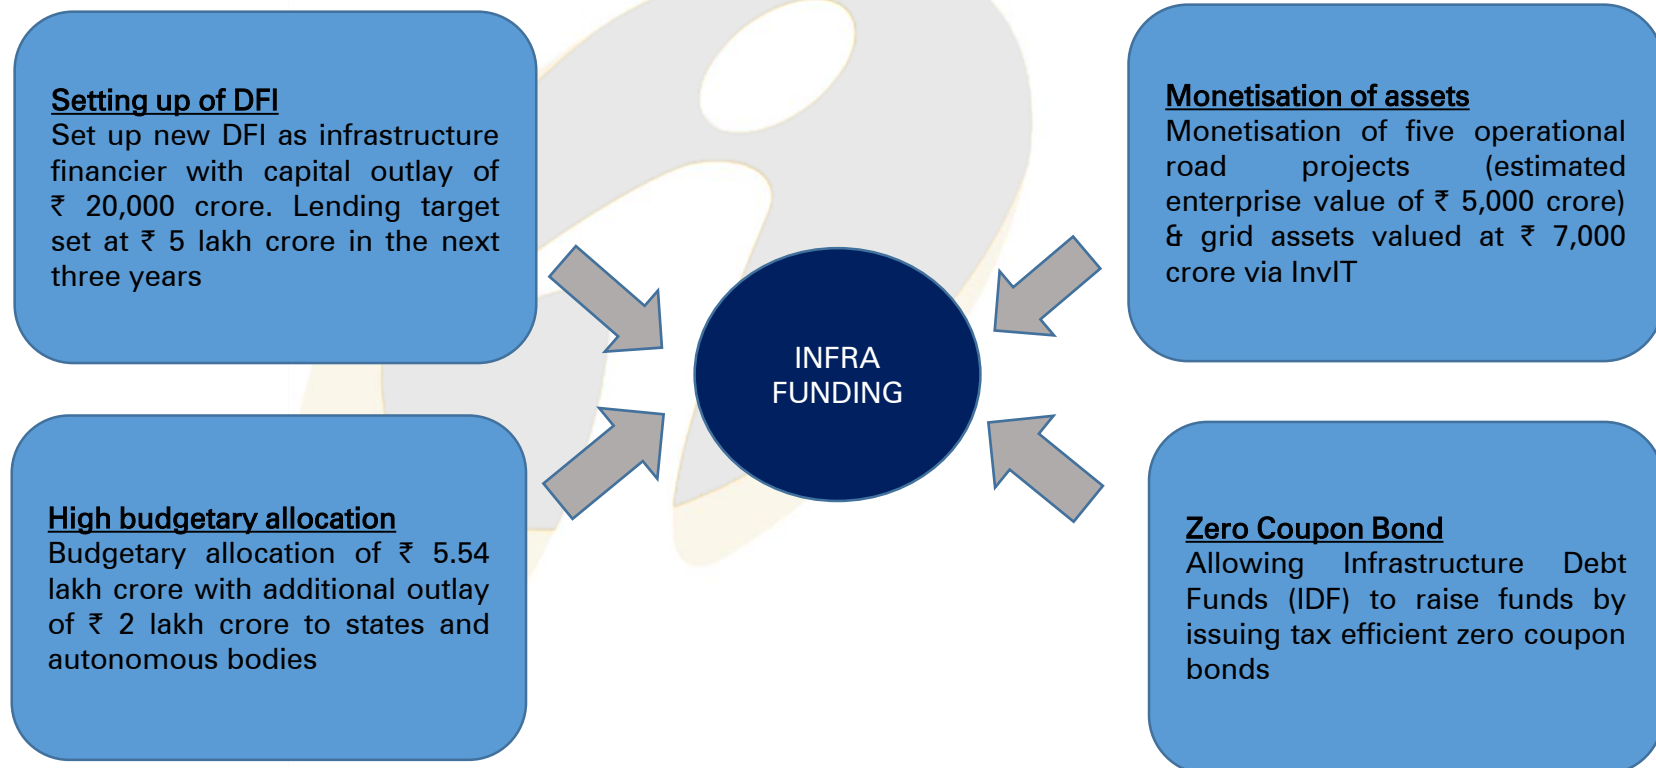 Setting up of DFI
Set up new DFI as infrastructure
financier with capital outlay of
₹ 20,000 crore. Lending target
set at ₹ 5 lakh crore in the next
three years
Monetisation of assets
Monetisation of five operational
road projects (estimated
enterprise value of ₹ 5,000 crore)
& grid assets valued at ₹ 7,000
crore via InvIT
INFRA
FUNDING
High budgetary allocation
Budgetary allocation of ₹ 5.54
lakh crore with additional outlay
of ₹ 2 lakh crore to states and
autonomous bodies
Zero Coupon Bond
Allowing Infrastructure Debt
Funds (IDF) to raise funds by
issuing tax efficient zero coupon
bonds